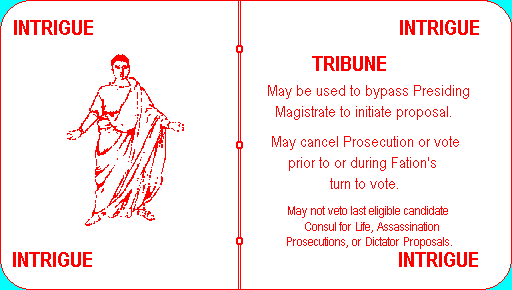 INTRIGUE
INTRIGUE
TRIBUNE
May be used to bypass Presiding
Magistrate to initiate proposal.
May cancel Prosecution or vote
prior to or during Fation's
turn to vote.
May not veto last eligible candidate
Consul for Life, Assassination
Prosecutions, or Dictator Proposals.
INTRIGUE
INTRIGUE